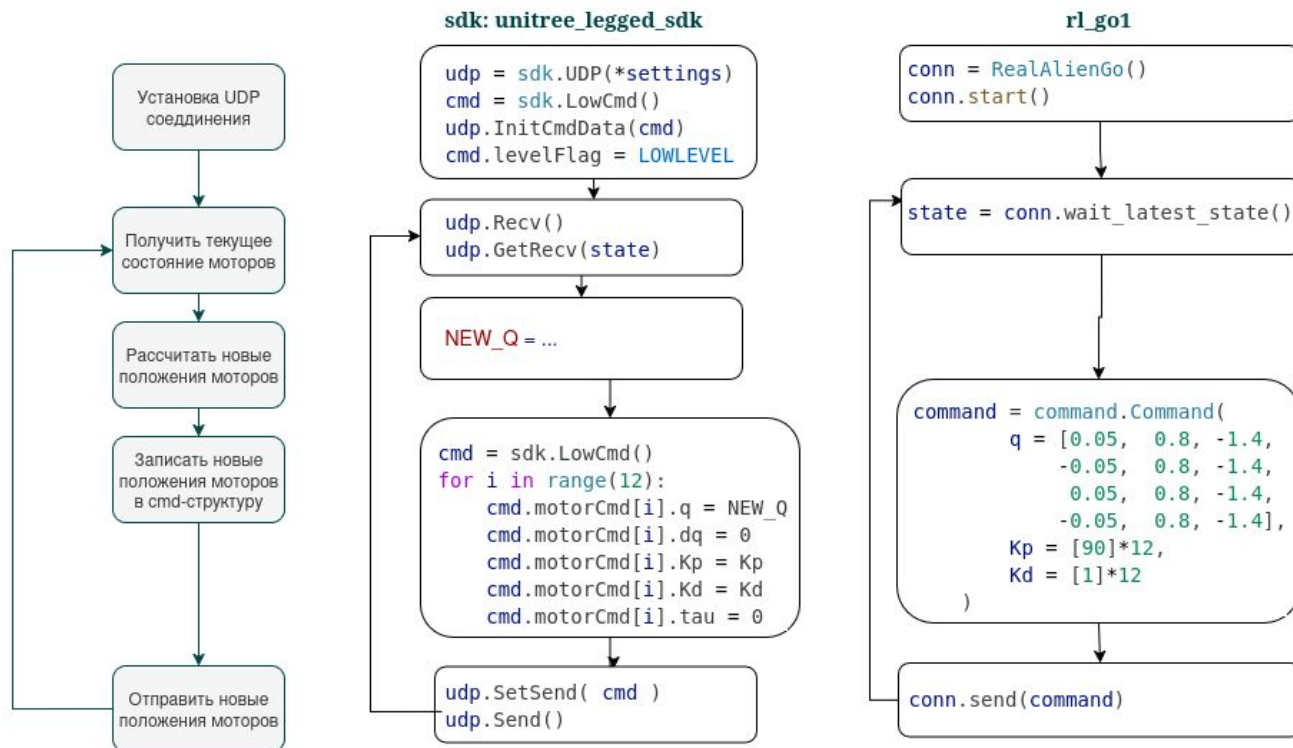 Установка UDP
соеддинения
Получить текущее
состояние моторов
Рассчитать новые
положения моторов
Записать новые
положения моторов
в cmd-структуру
Отправить новые
положения моторов
sdk: unitree_legged_sdk
udp = sdk.UDP(*settings)
cmd = sdk.LowCmd()
udp.InitCmdData(cmd)
cmd.levelFlag = LOWLEVEL
udp.Recv()
udp.GetRecv(state)
NEW_Q = ...
cmd = sdk.LowCmd()
for i in range(12):
    cmd.motorCmd[i].q = NEW_Q
    cmd.motorCmd[i].dq = 0
    cmd.motorCmd[i].Kp = Kp
    cmd.motorCmd[i].Kd = Kd
    cmd.motorCmd[i].tau = 0
udp.SetSend( cmd )
udp.Send()
rl_go1
conn = RealAlienGo()
conn.start()
state = conn.wait_latest_state()
command = command.Command(
        q = [0.05,  0.8, -1.4,
            -0.05,  0.8, -1.4,
             0.05,  0.8, -1.4,
            -0.05,  0.8, -1.4],
        Kp = [90]*12,
        Kd = [1]*12
    )
conn.send(command)